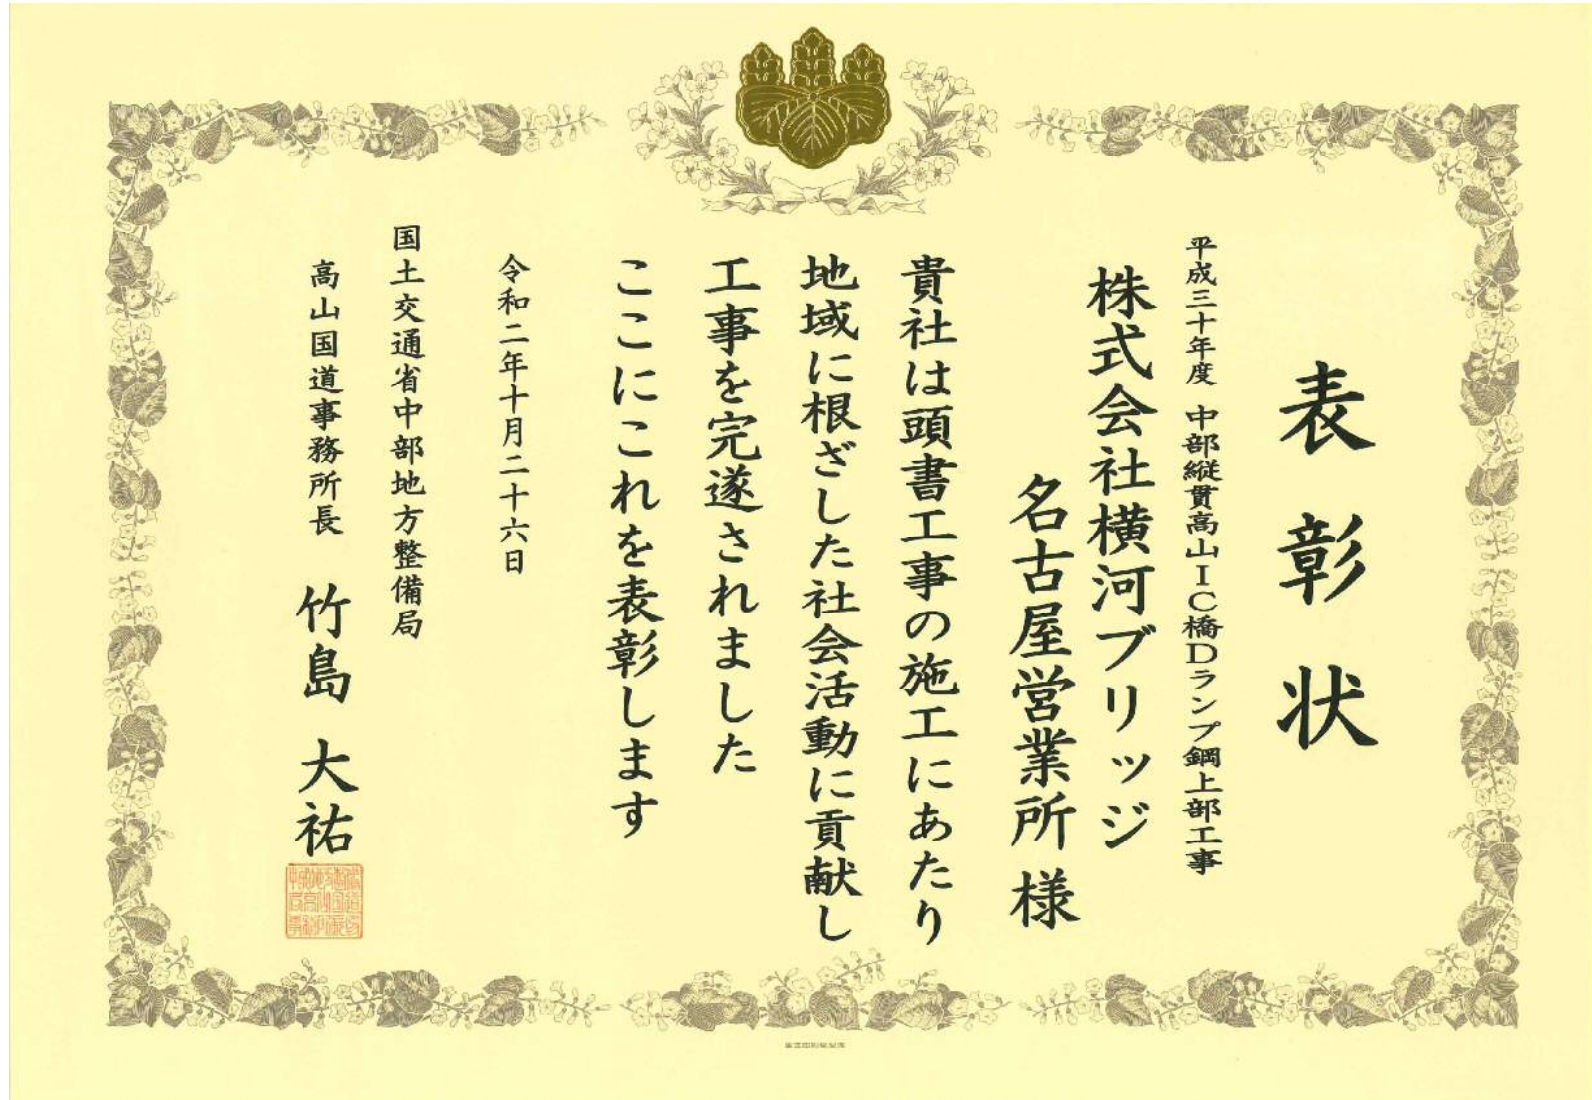 表彰状
平成三十年度 中部縦貫高山IC橋Dランプ鋼上部工事
株式会社横河ブリッジ
名古屋営業所 様
貴社は頭書工事の施工にあたり
地域に根ざした社会活動に貢献し
工事を完遂されました
ここにこれを表彰します
令和二年十月二十六日
国土交通省中部地方整備局
高山国道事務所長 竹島 大祐